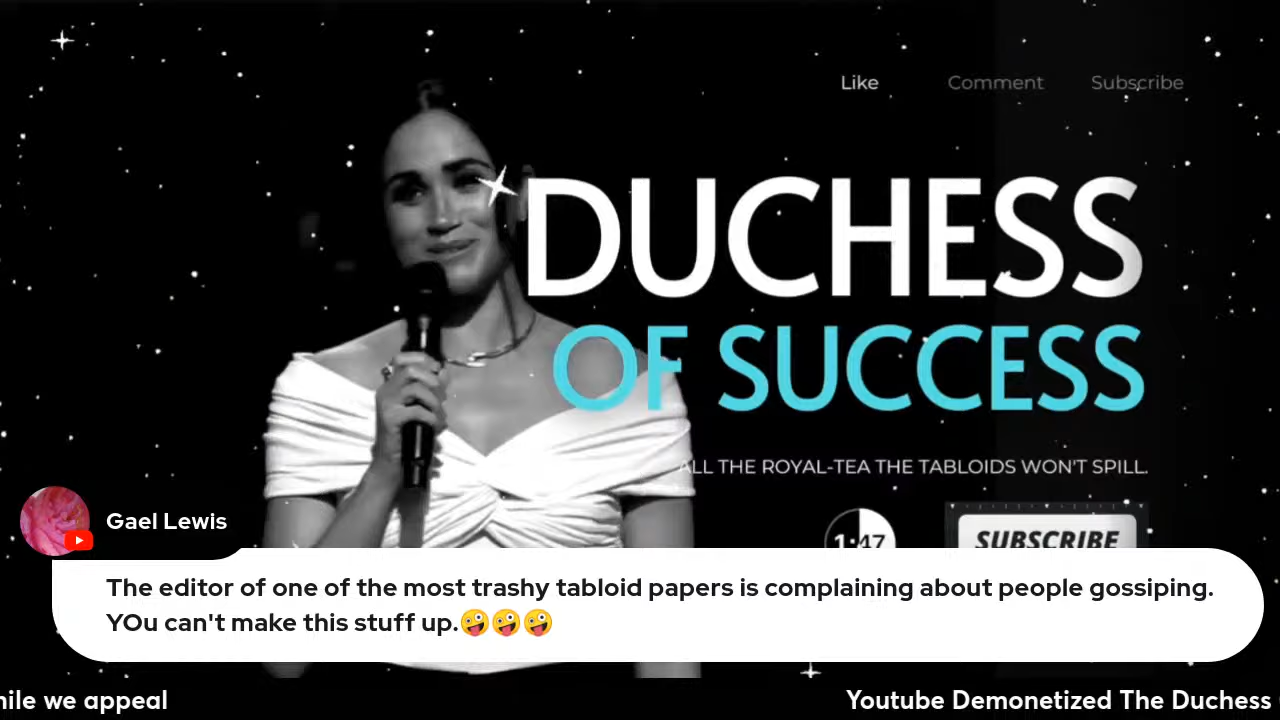 Like Comment Subscribe
DUCHESS
OF SUCCESS
ALL THE ROYAL-TEA THE TABLOIDS WON'T SPILL.
1:47
SUBSCRIBE
Gael Lewis
The editor of one of the most trashy tabloid papers is complaining about people gossiping.
YOu can't make this stuff up.🤪🤪🤪
we appeal Youtube Demonetized The Duchess